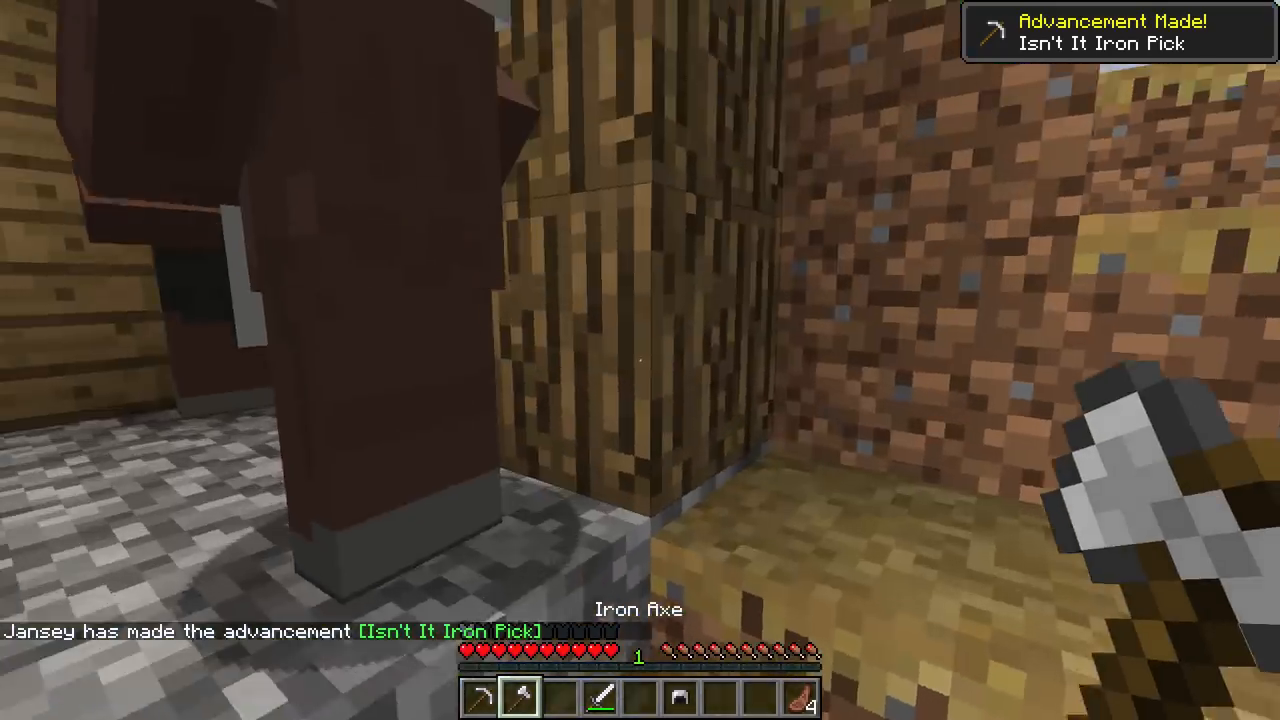 Advancement Made!
Isn't It Iron Pick
Iron Axe
Jansey has made the advancement [Isn't It Iron Pick]
1
4